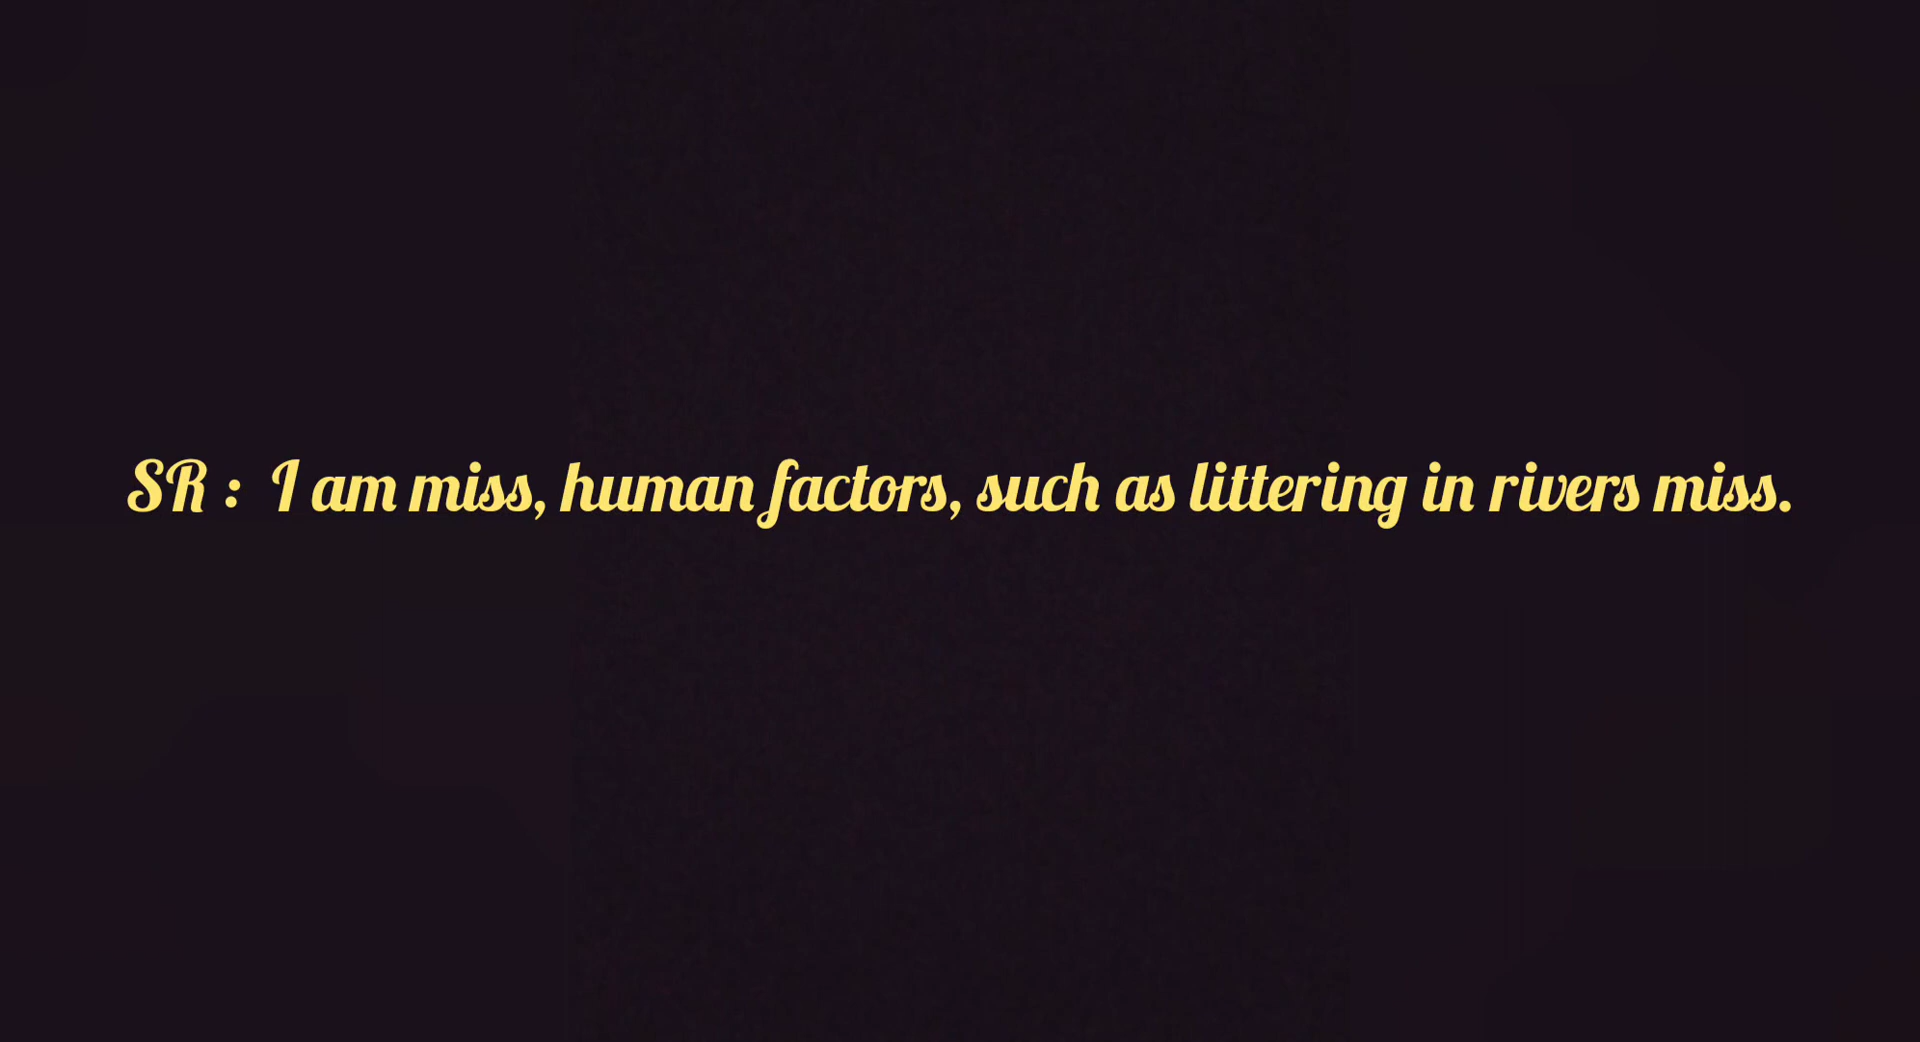 SR : I am miss, human factors, such as littering in rivers miss.